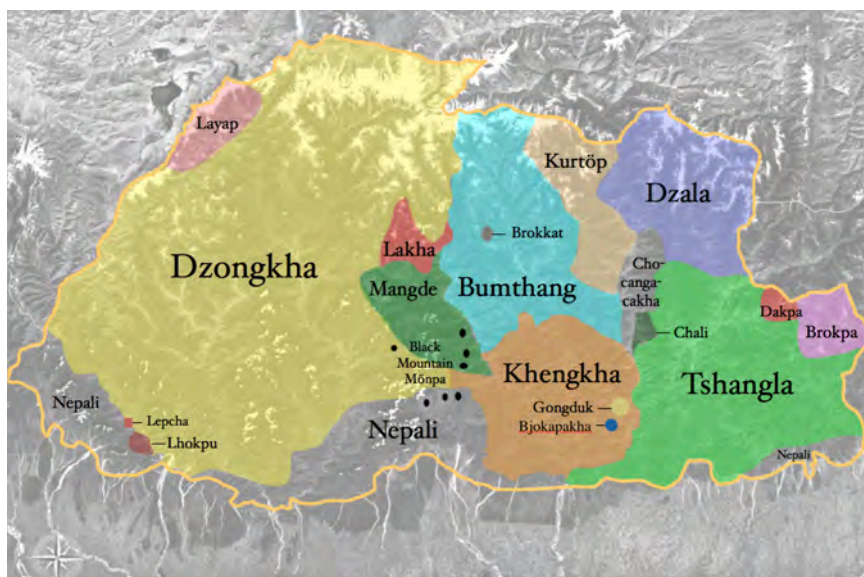 Layap
Kurtöp
Dzala
Brokkat
Lakha
Dzongkha
Cho-
canga-
cakha
Mangde
Bumthang
Dakpa
Brokpa
Chali
Black
Mountain
Mönpa
Khengkha
Tshangla
Nepali
Gongduk
Lepcha
Nepali
Bjokapakha
Lhokpu
Nepali